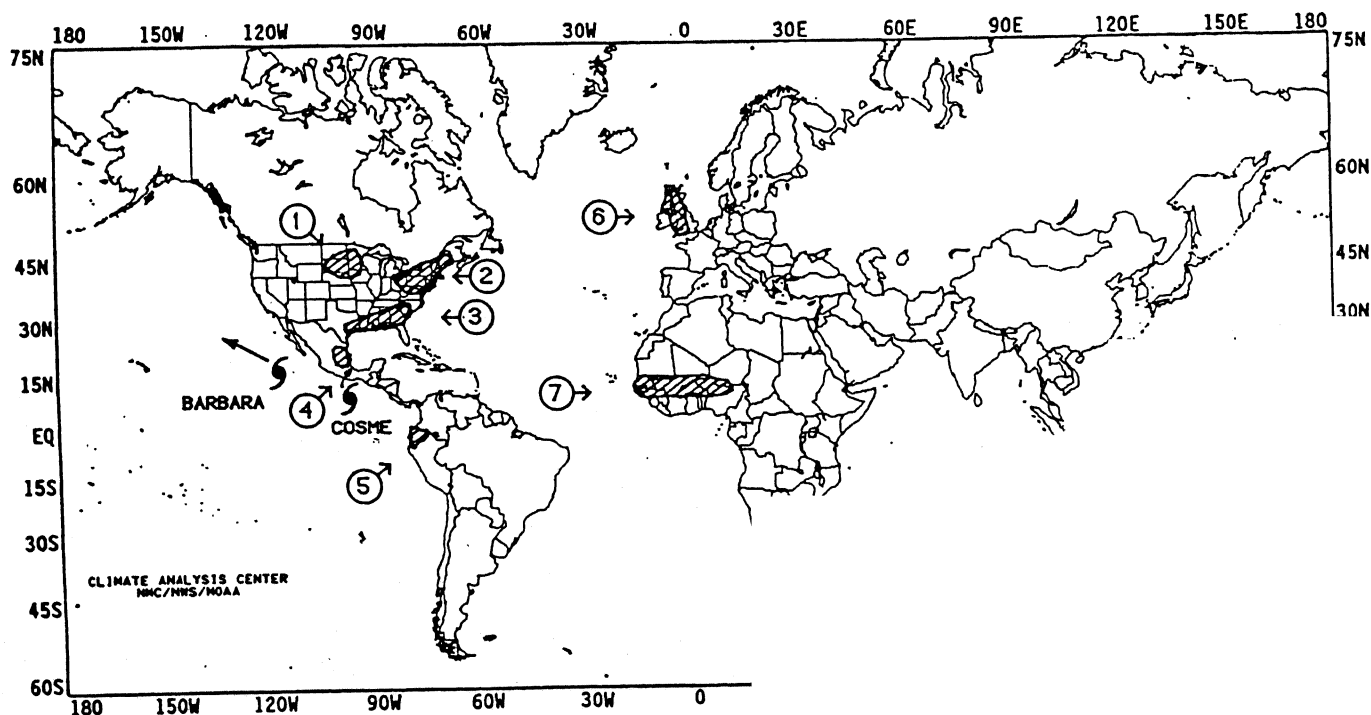 180 150W 120W 90W 60W 30W 0 30E 60E 90E 120E 150E 180
75N 75N
60N 60N
① 
⑥
45N 45N
②
③
30N 30N
⑦
15N
BARBARA
④
COSME
EQ
⑤
15S
30S
CLIMATE ANALYSIS CENTER
NMC/NWS/NOAA
45S
60S
180 150W 120W 90W 60W 30W 0